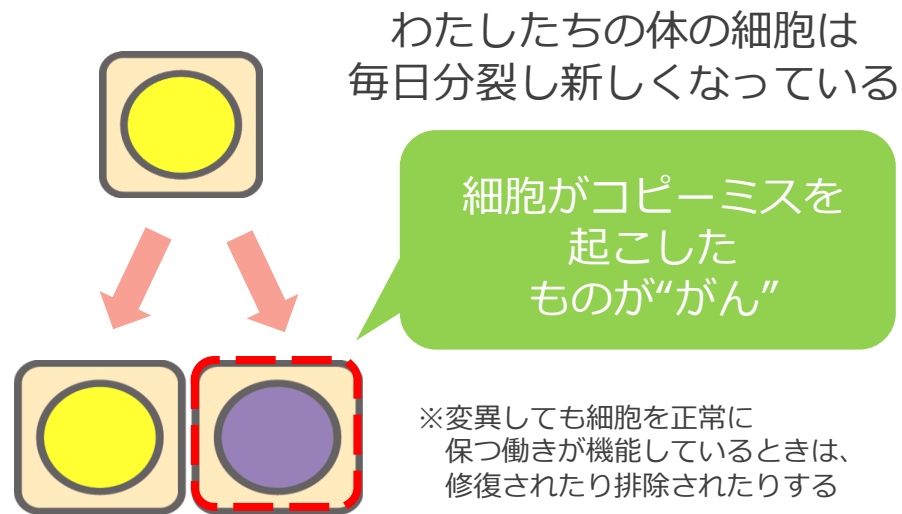 わたしたちの体の細胞は
毎日分裂し新しくなっている
細胞がコピーミスを
起こした
ものが“がん”
※変異しても細胞を正常に
保つ働きが機能しているときは、
修復されたり排除されたりする